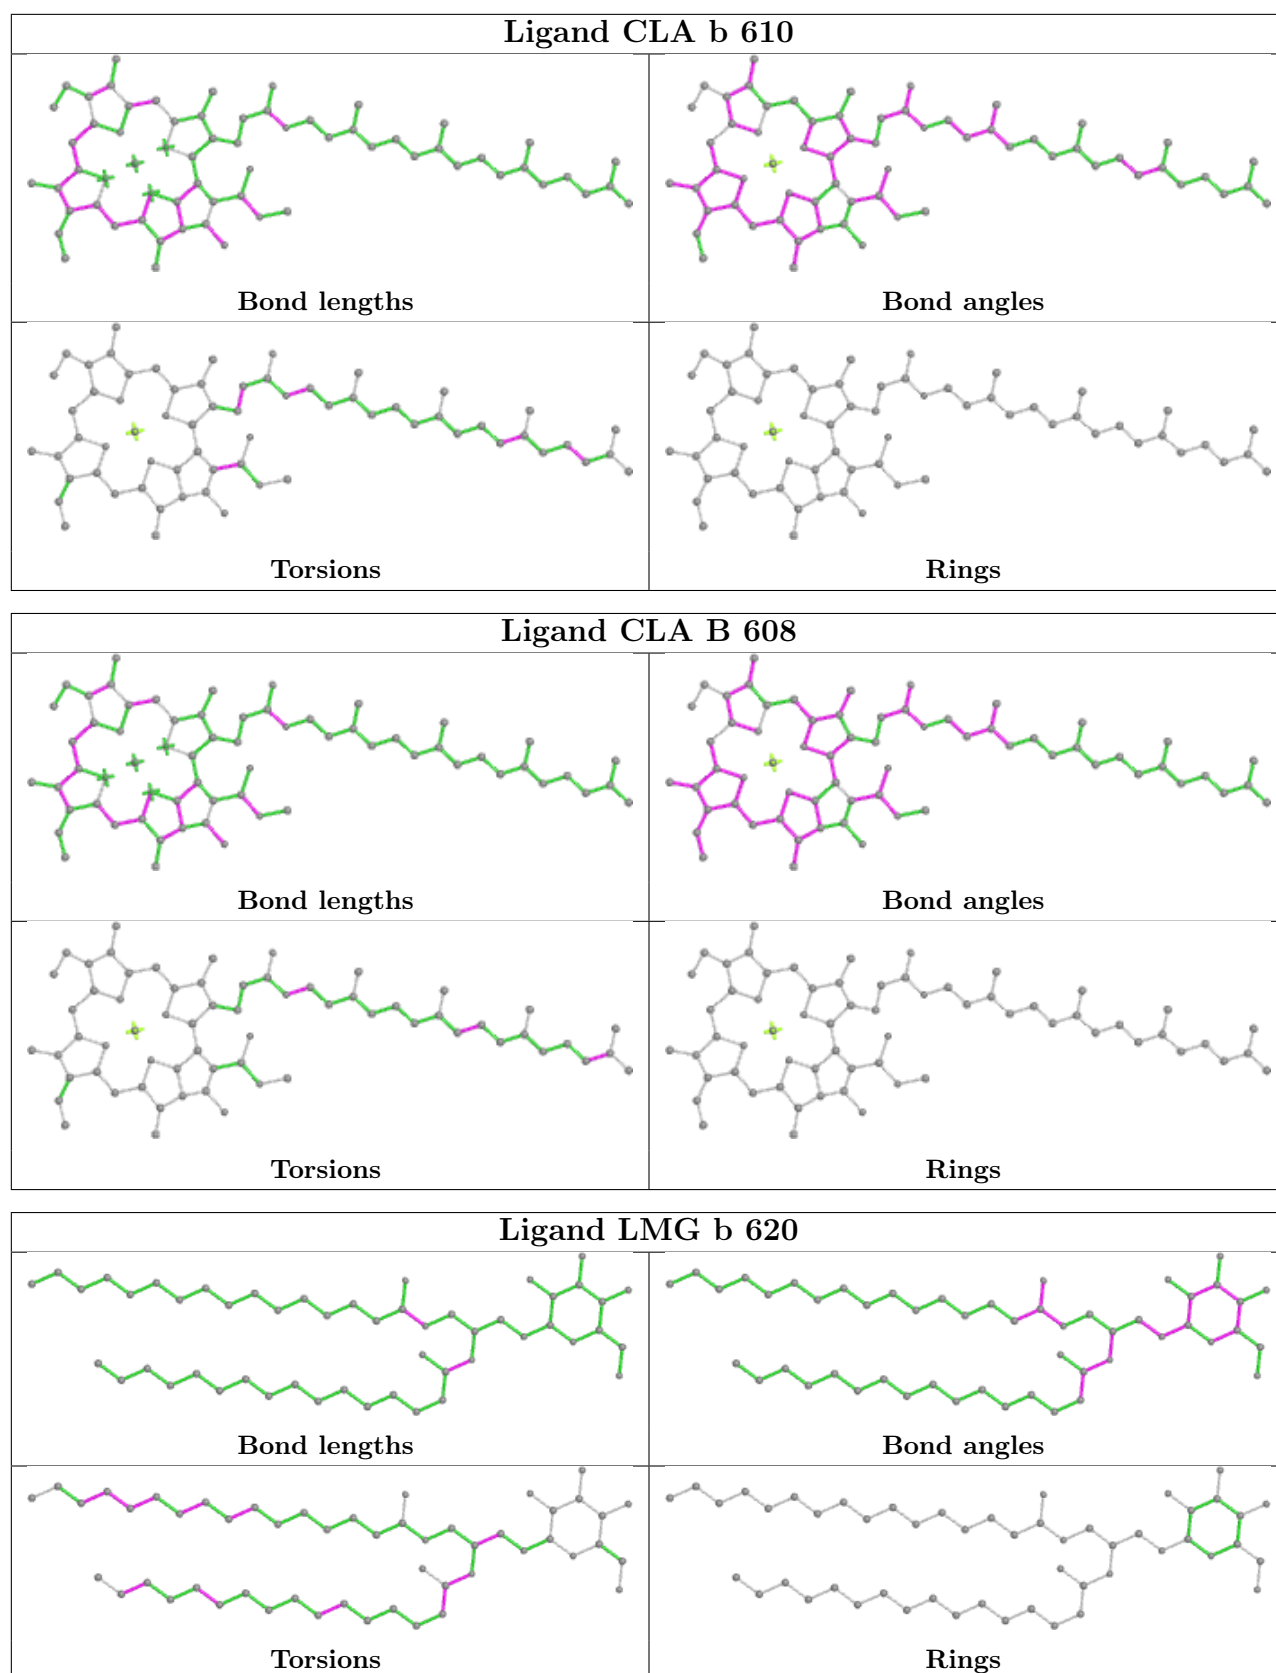 Ligand CLA b 610
Bond lengths
Bond angles
Torsions
Rings
Ligand CLA B 608
Bond lengths
Bond angles
Torsions
Rings
Ligand LMG b 620
Bond lengths
Bond angles
Torsions
Rings